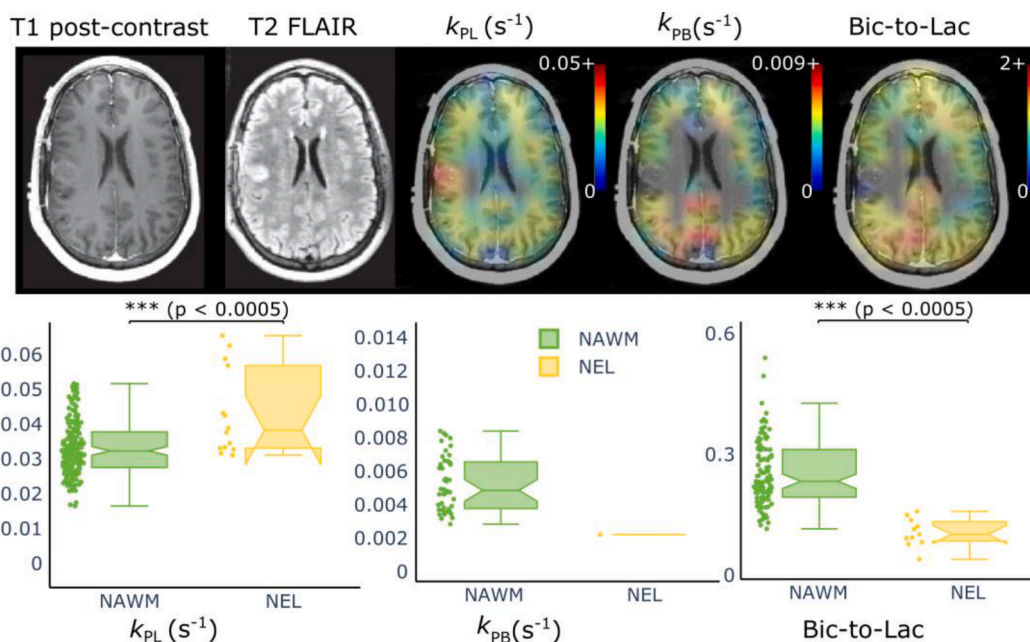 T1 post-contrast T2 FLAIR kPL (s-1) kPB(s-1) Bic-to-Lac
0.05+ 0.009+ 2+
0 0 0
*** (p < 0.0005) *** (p < 0.0005)
0.06
0.05
0.04
0.03
0.02
0.01
0
NAWM NEL
kPL (s-1)
0.014
0.012
0.010
0.008
0.006
0.004
0.002
0
NAWM
NEL
NAWM NEL
kPB(s-1)
0.6
0.3
0
NAWM NEL
Bic-to-Lac